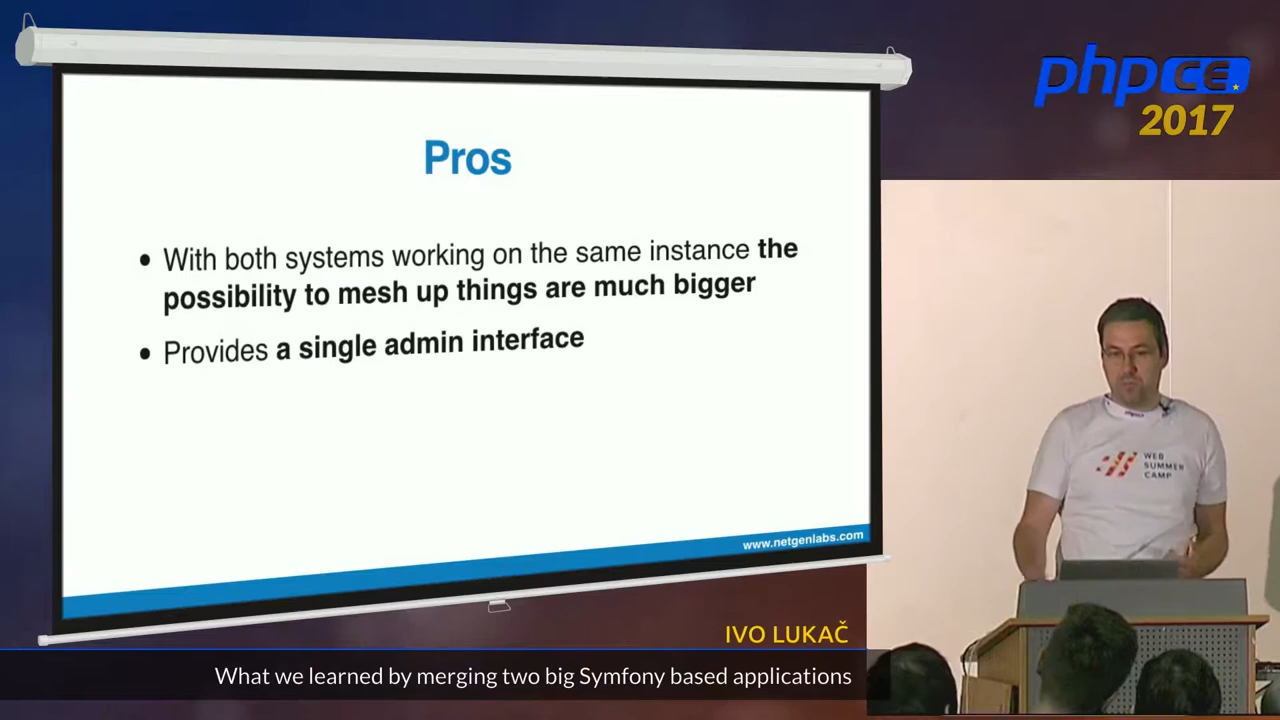 phpCE
2017
Pros
• With both systems working on the same instance the
possibility to mesh up things are much bigger
• Provides a single admin interface
www.netgenlabs.com
WEB
SUMMER
CAMP
IVO LUKAČ
What we learned by merging two big Symfony based applications